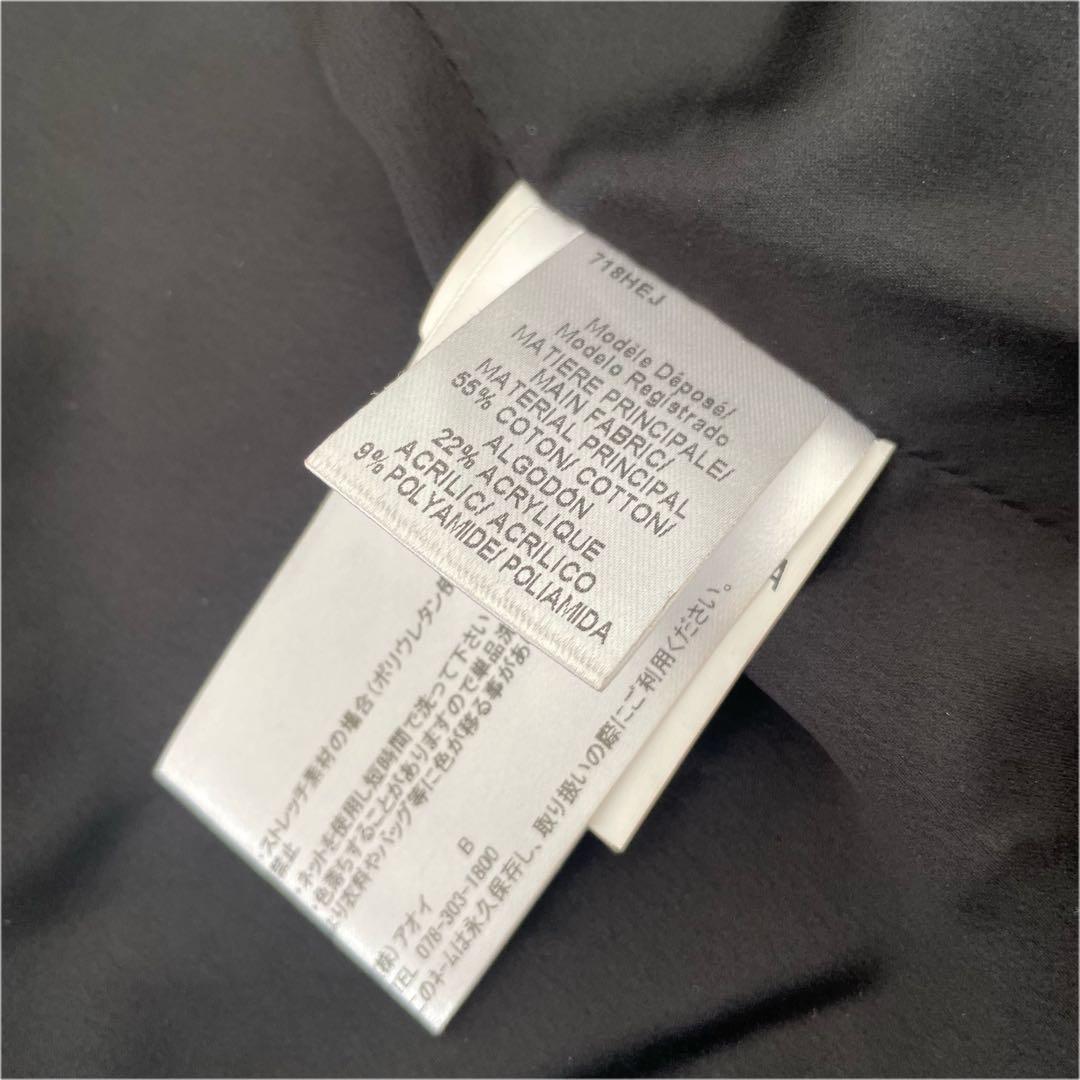 718HEJ
Modèle Déposé/
Modelo Registrado
MATIERE PRINCIPALE/
MAIN FABRIC/
MATERIAL PRINCIPAL
55% COTON/ COTTON/
ALGODÓN
22% ACRYLIQUE
ACRILIC/ ACRILICO
9% POLYAMIDE/ POLIAMIDA
A
ストレッチ素材の場合(ポリウレタン
禁止
ネットを使用し短時間で洗って下さい
色落ちすることがありますので単品洗
より衣料やバッグ等に色が移る事があ
B
(株)アオイ
TEL 078-303-1800
のネームは永久保存し、取り扱いの際にご利用ください。